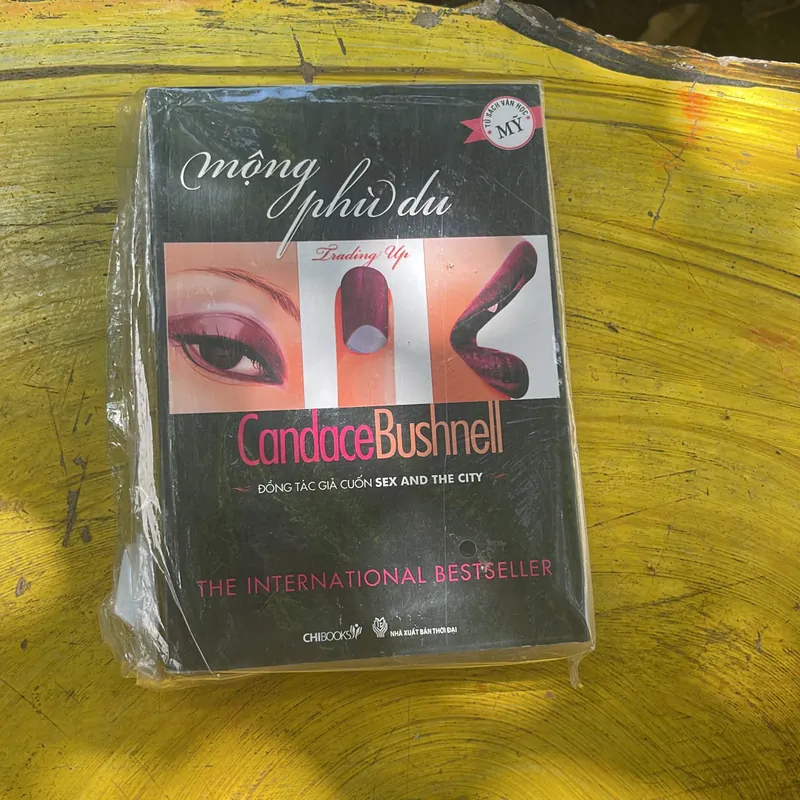 TỦ SÁCH VĂN HỌC
MỸ
mộng
phù du
Trading Up
CandaceBushnell
ĐỒNG TÁC GIẢ CUỐN SEX AND THE CITY
THE INTERNATIONAL BESTSELLER
CHIBOOKS
NHÀ XUẤT BẢN THỜI ĐẠI